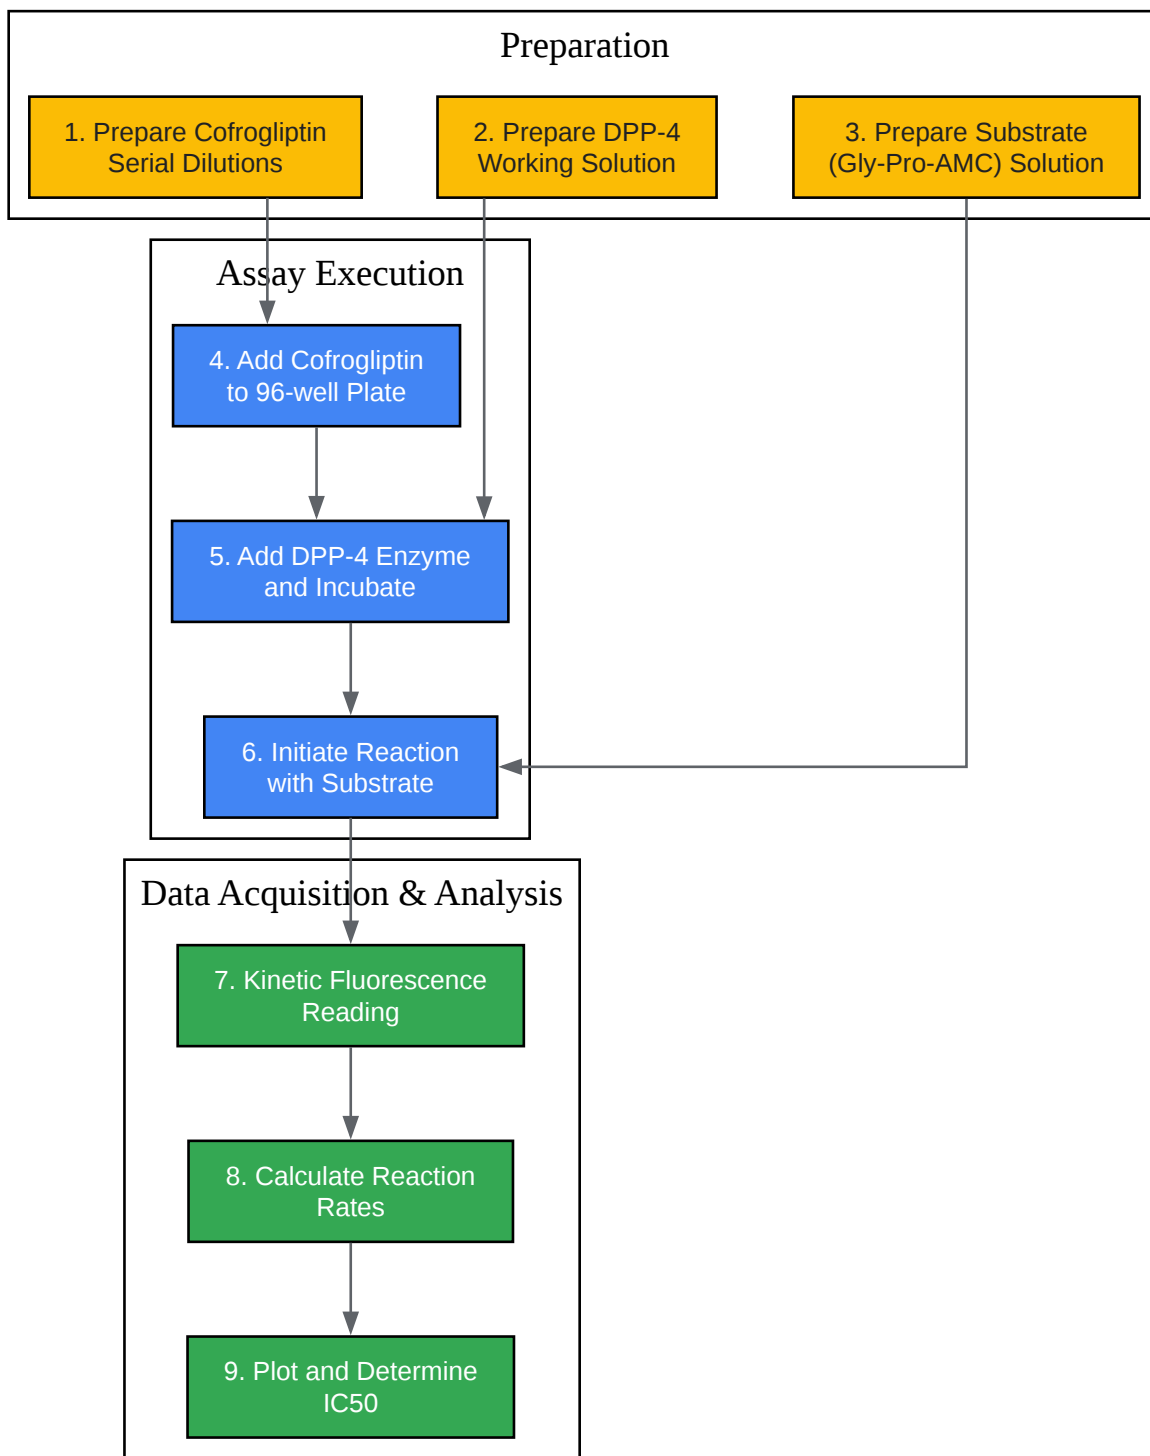 Preparation
1. Prepare Cofrogliptin
Serial Dilutions
2. Prepare DPP-4
Working Solution
3. Prepare Substrate
(Gly-Pro-AMC) Solution
Assay Execution
4. Add Cofrogliptin
to 96-well Plate
5. Add DPP-4 Enzyme
and Incubate
6. Initiate Reaction
with Substrate
Data Acquisition & Analysis
7. Kinetic Fluorescence
Reading
8. Calculate Reaction
Rates
9. Plot and Determine
IC50